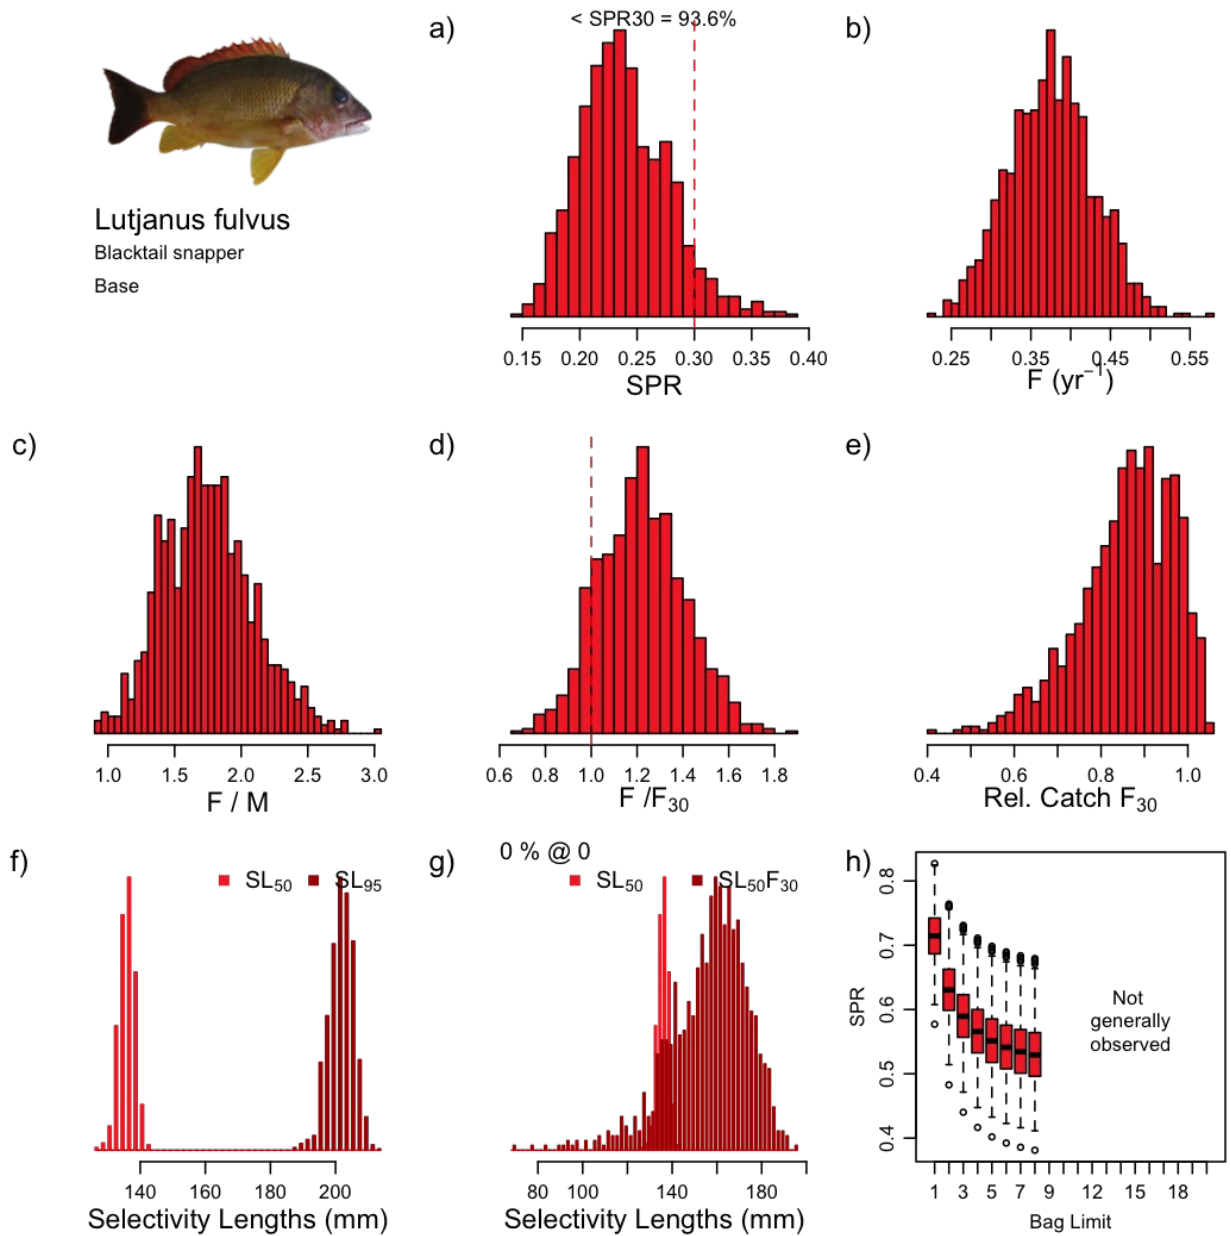 a)
< SPR30 = 93.6%
b)
Lutjanus fulvus
Blacktail snapper
Base
0.15 0.20 0.25 0.30 0.35 0.40
SPR
0.25 0.35 0.45 0.55
F (yr⁻¹)
c)
d)
e)
1.0 1.5 2.0 2.5 3.0
F / M
0.6 0.8 1.0 1.2 1.4 1.6 1.8
F /F₃₀
0.4 0.6 0.8 1.0
Rel. Catch F₃₀
f)
SL₅₀ SL₉₅
140 160 180 200
Selectivity Lengths (mm)
g)
0 % @ 0
SL₅₀ SL₅₀F₃₀
80 100 140 180
Selectivity Lengths (mm)
h)
0.8
0.7
0.6
0.5
0.4
SPR
Not
generally
observed
1 3 5 7 9 12 15 18
Bag Limit